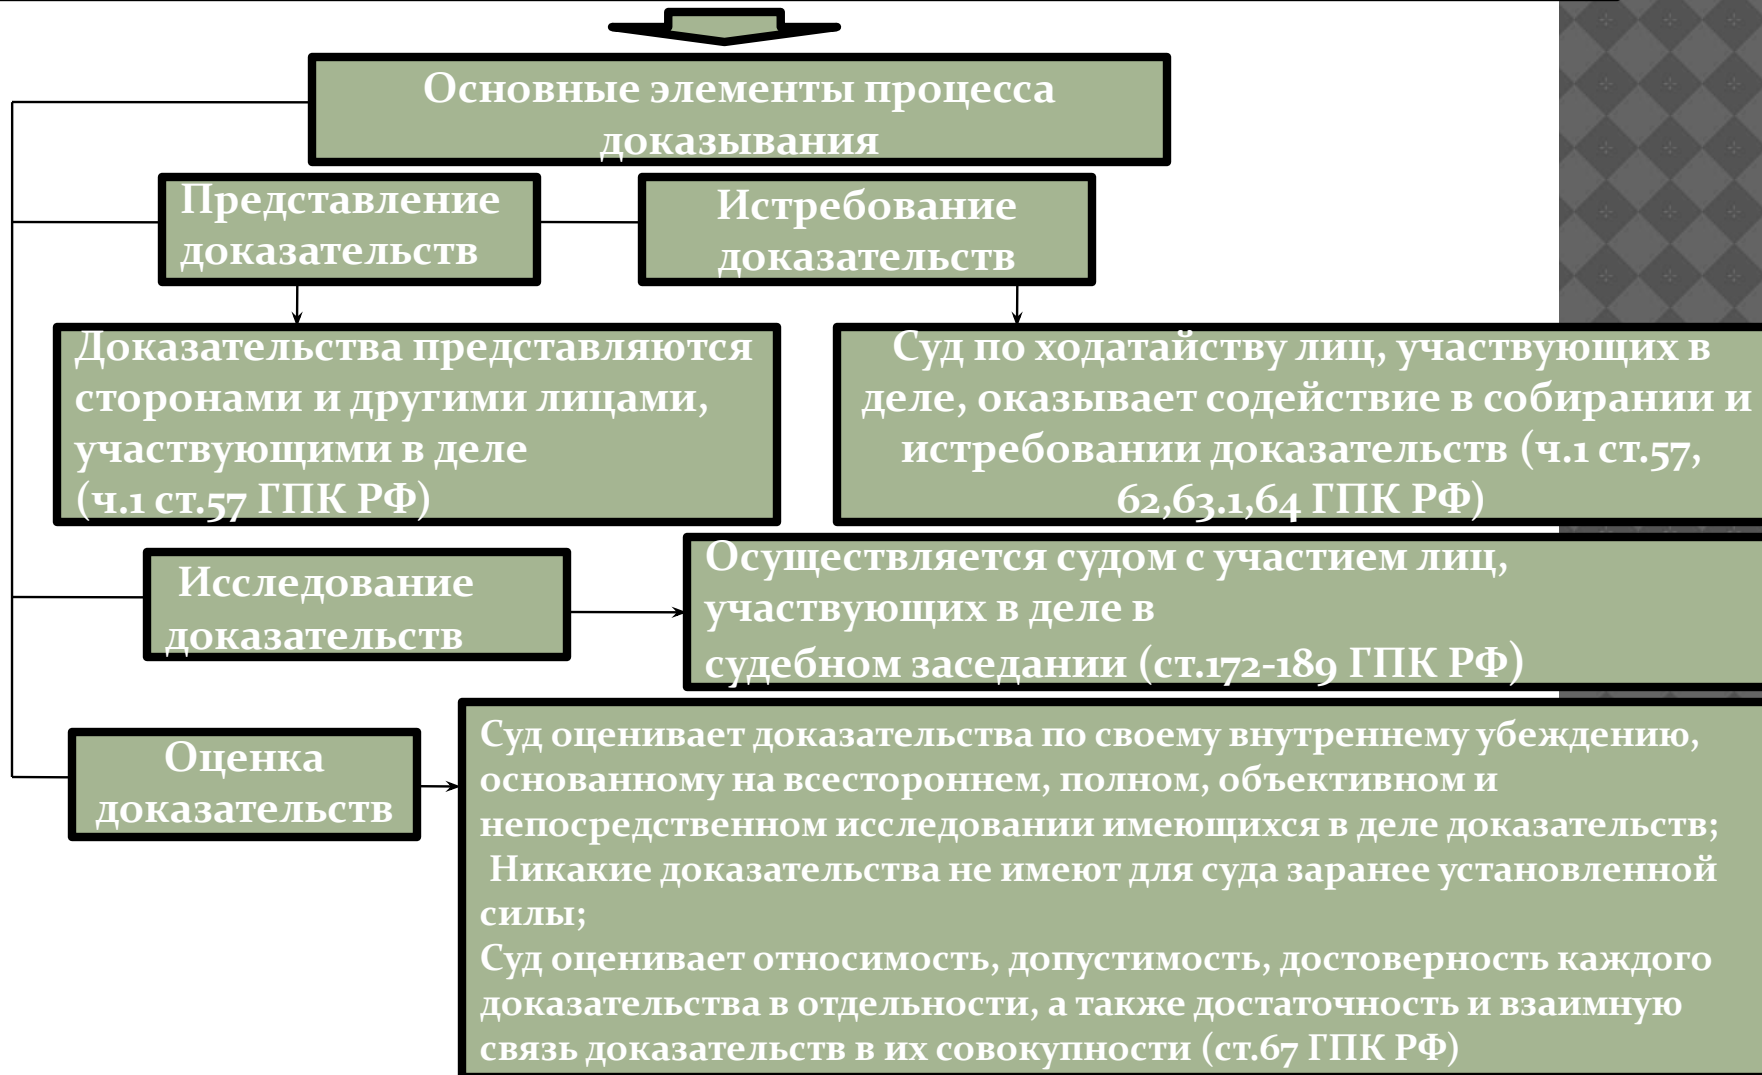 Основные элементы процесса
доказывания
Представление
доказательств
Истребование
доказательств
Доказательства представляются
сторонами и другими лицами,
участвующими в деле
(ч.1 ст.57 ГПК РФ)
Суд по ходатайству лиц, участвующих в
деле, оказывает содействие в собирании и
истребовании доказательств (ч.1 ст.57,
62,63.1,64 ГПК РФ)
Исследование
доказательств
Осуществляется судом с участием лиц,
участвующих в деле в
судебном заседании (ст.172-189 ГПК РФ)
Оценка
доказательств
Суд оценивает доказательства по своему внутреннему убеждению,
основанному на всестороннем, полном, объективном и
непосредственном исследовании имеющихся в деле доказательств;
Никакие доказательства не имеют для суда заранее установленной
силы;
Суд оценивает относимость, допустимость, достоверность каждого
доказательства в отдельности, а также достаточность и взаимную
связь доказательств в их совокупности (ст.67 ГПК РФ)